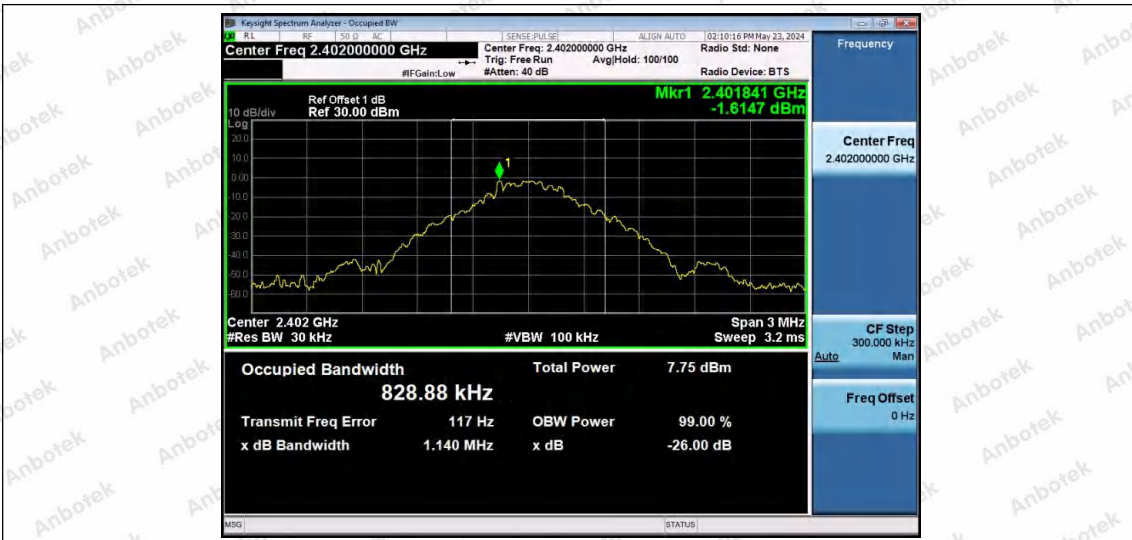 Keysight Spectrum Analyzer - Occupied BW
RL RF 50 Ω AC SENSE:PULSE ALIGN AUTO 02:10:16 PM May 23, 2024
Center Freq 2.402000000 GHz
Center Freq: 2.402000000 GHz
Radio Std: None
Trig: Free Run Avg|Hold: 100/100
#IFGain:Low #Atten: 40 dB Radio Device: BTS
Frequency
Mkr1 2.401841 GHz
-1.6147 dBm
Ref Offset 1 dB
10 dB/div Ref 30.00 dBm
Log
20.0
10.0
0.00
-10.0
-20.0
-30.0
-40.0
-50.0
-60.0
1
Center Freq
2.402000000 GHz
Center 2.402 GHz Span 3 MHz
#Res BW 30 kHz #VBW 100 kHz Sweep 3.2 ms
CF Step
300.000 kHz
Auto Man
Occupied Bandwidth Total Power 7.75 dBm
828.88 kHz
Transmit Freq Error 117 Hz OBW Power 99.00 %
x dB Bandwidth 1.140 MHz x dB -26.00 dB
Freq Offset
0 Hz
MSG STATUS
Anbotek